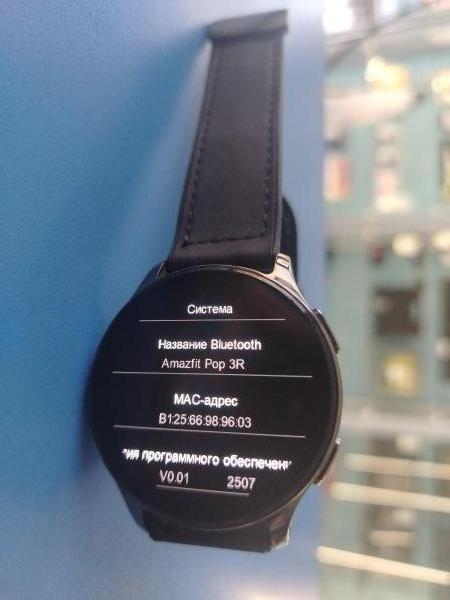 Система
Название Bluetooth
Amazfit Pop 3R
MAC-адрес
B1:25:66:98:96:03
ия программного обеспечени
V0.01 2507